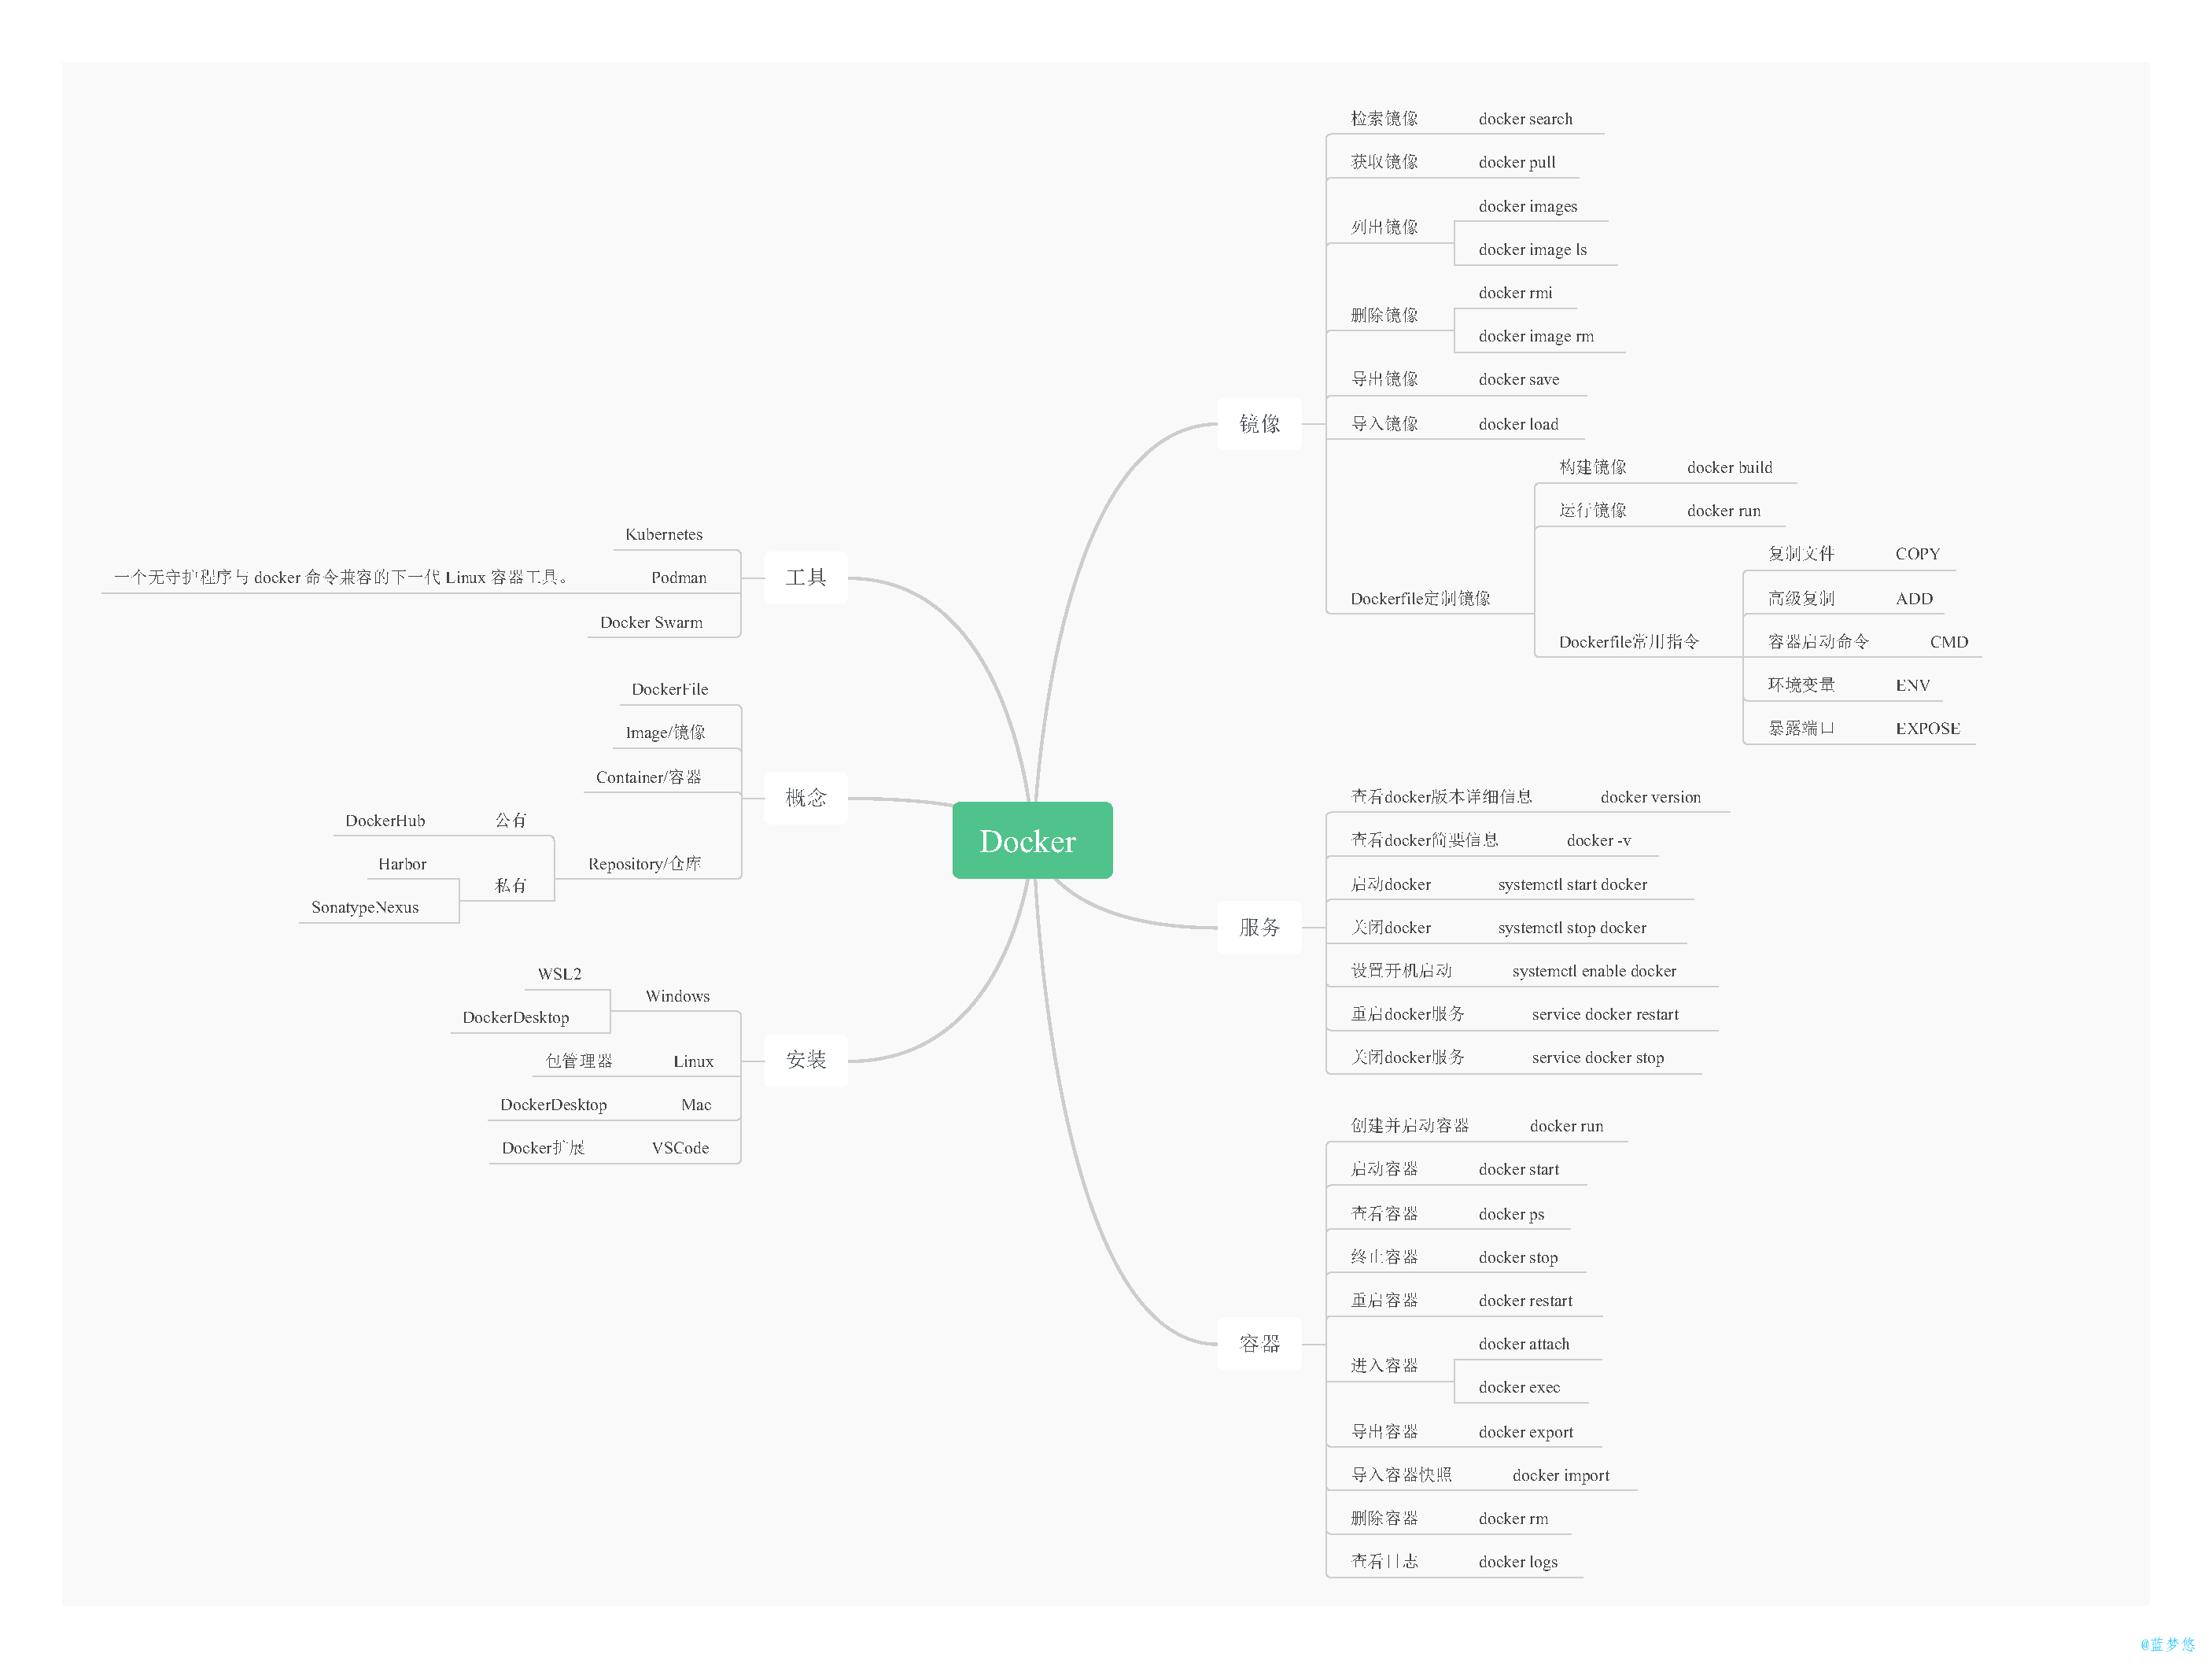 Docker
镜像
检索镜像 docker search
获取镜像 docker pull
列出镜像
docker images
docker image ls
删除镜像
docker rmi
docker image rm
导出镜像 docker save
导入镜像 docker load
Dockerfile定制镜像
构建镜像 docker build
运行镜像 docker run
Dockerfile常用指令
复制文件 COPY
高级复制 ADD
容器启动命令 CMD
环境变量 ENV
暴露端口 EXPOSE
服务
查看docker版本详细信息 docker version
查看docker简要信息 docker -v
启动docker systemctl start docker
关闭docker systemctl stop docker
设置开机启动 systemctl enable docker
重启docker服务 service docker restart
关闭docker服务 service docker stop
容器
创建并启动容器 docker run
启动容器 docker start
查看容器 docker ps
终止容器 docker stop
重启容器 docker restart
进入容器
docker attach
docker exec
导出容器 docker export
导入容器快照 docker import
删除容器 docker rm
查看日志 docker logs
工具
Kubernetes
一个无守护程序与 docker 命令兼容的下一代 Linux 容器工具。 Podman
Docker Swarm
概念
DockerFile
Image/镜像
Container/容器
Repository/仓库
DockerHub 公有
私有
Harbor
SonatypeNexus
安装
Windows
WSL2
DockerDesktop
包管理器 Linux
DockerDesktop Mac
Docker扩展 VSCode
@蓝梦悠